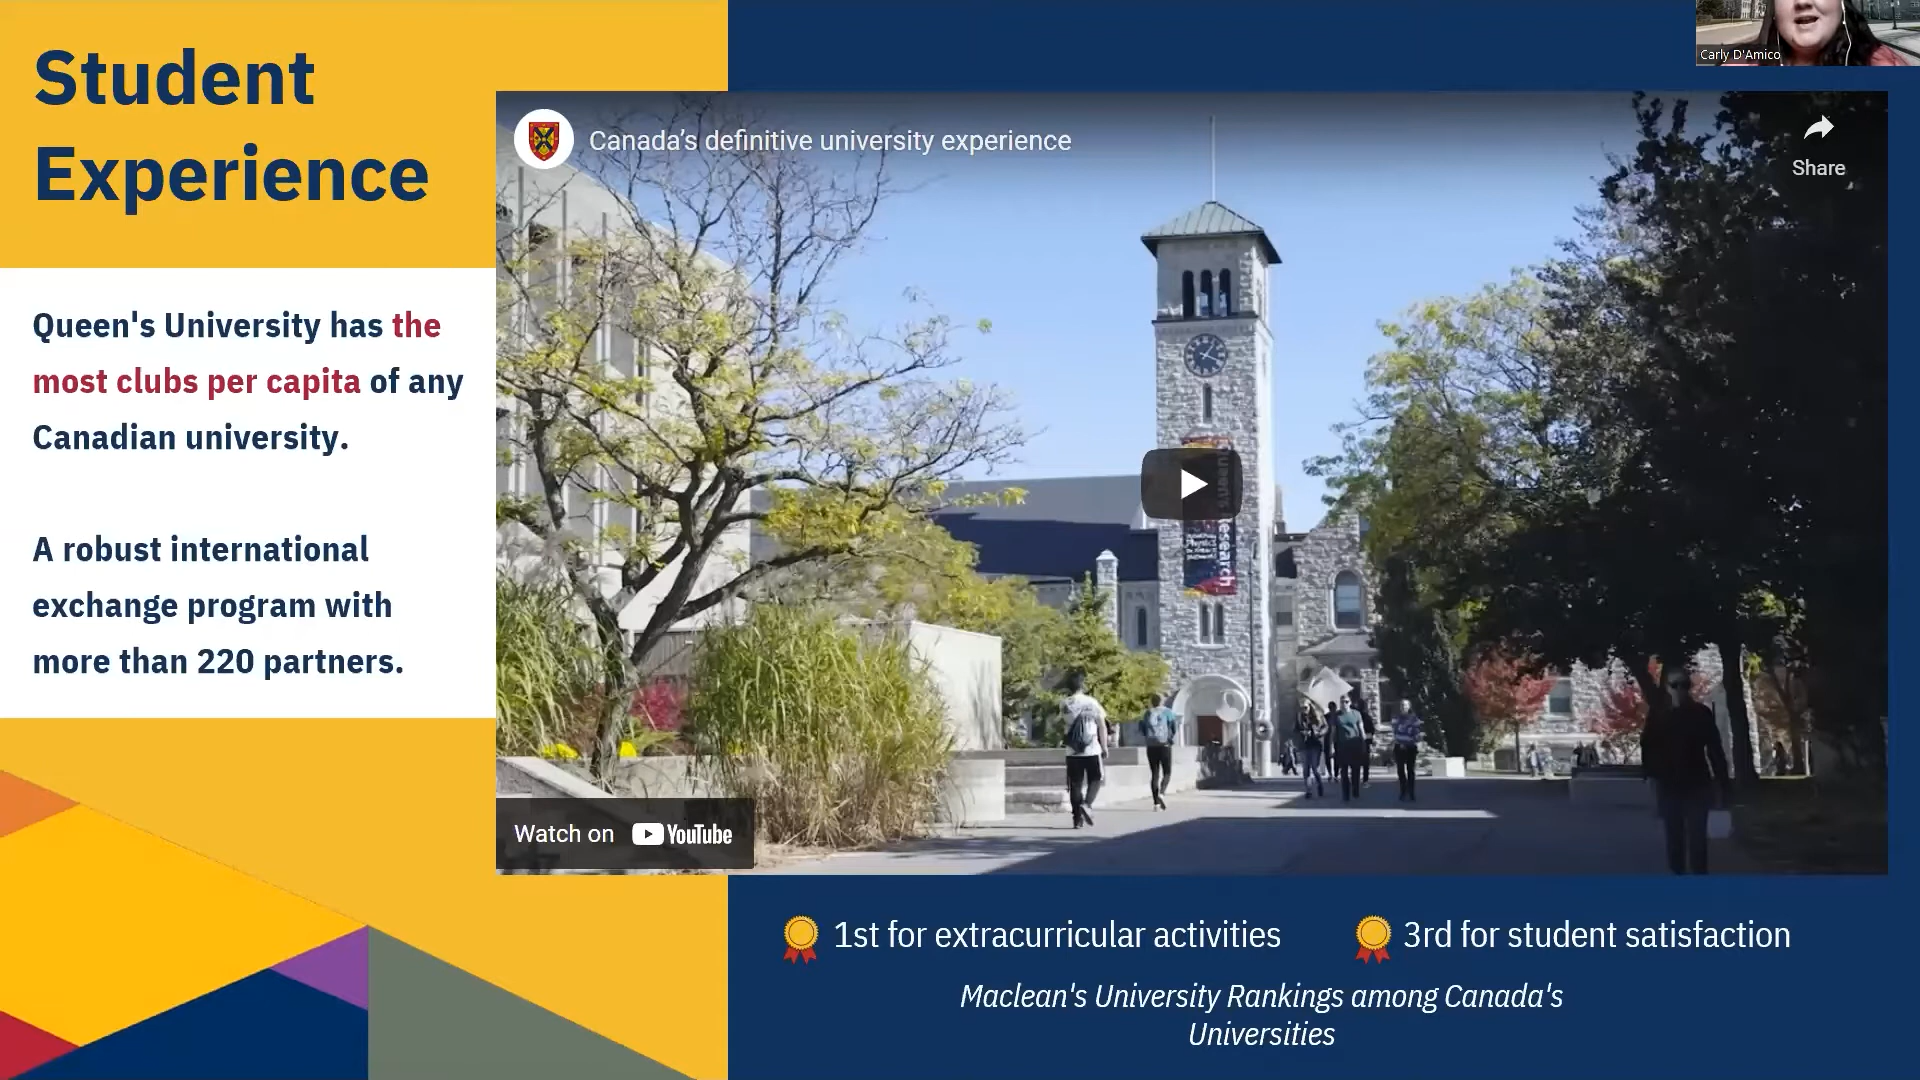 Student
Experience
Carly D'Amico
Canada's definitive university experience
Share
Queen's University has the
most clubs per capita of any
Canadian university.
A robust international
exchange program with
more than 220 partners.
Research
Watch on YouTube
1st for extracurricular activities
3rd for student satisfaction
Maclean's University Rankings among Canada's
Universities